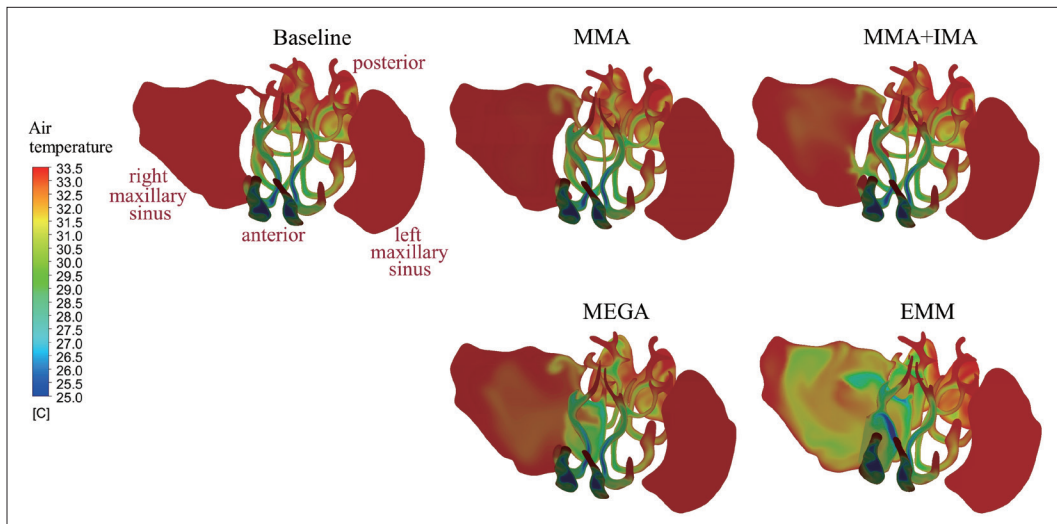 Baseline
MMA
MMA+IMA
posterior
Air
temperature
33.5
33.0
32.5
32.0
31.5
31.0
30.5
30.0
29.5
29.0
28.5
28.0
27.5
27.0
26.5
26.0
25.5
25.0
[C]
right
maxillary
sinus
anterior
left
maxillary
sinus
MEGA
EMM